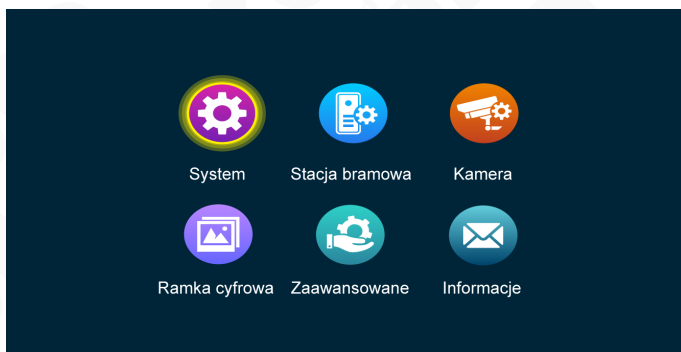 System
Stacja bramowa
Kamera
Ramka cyfrowa
Zaawansowane
Informacje